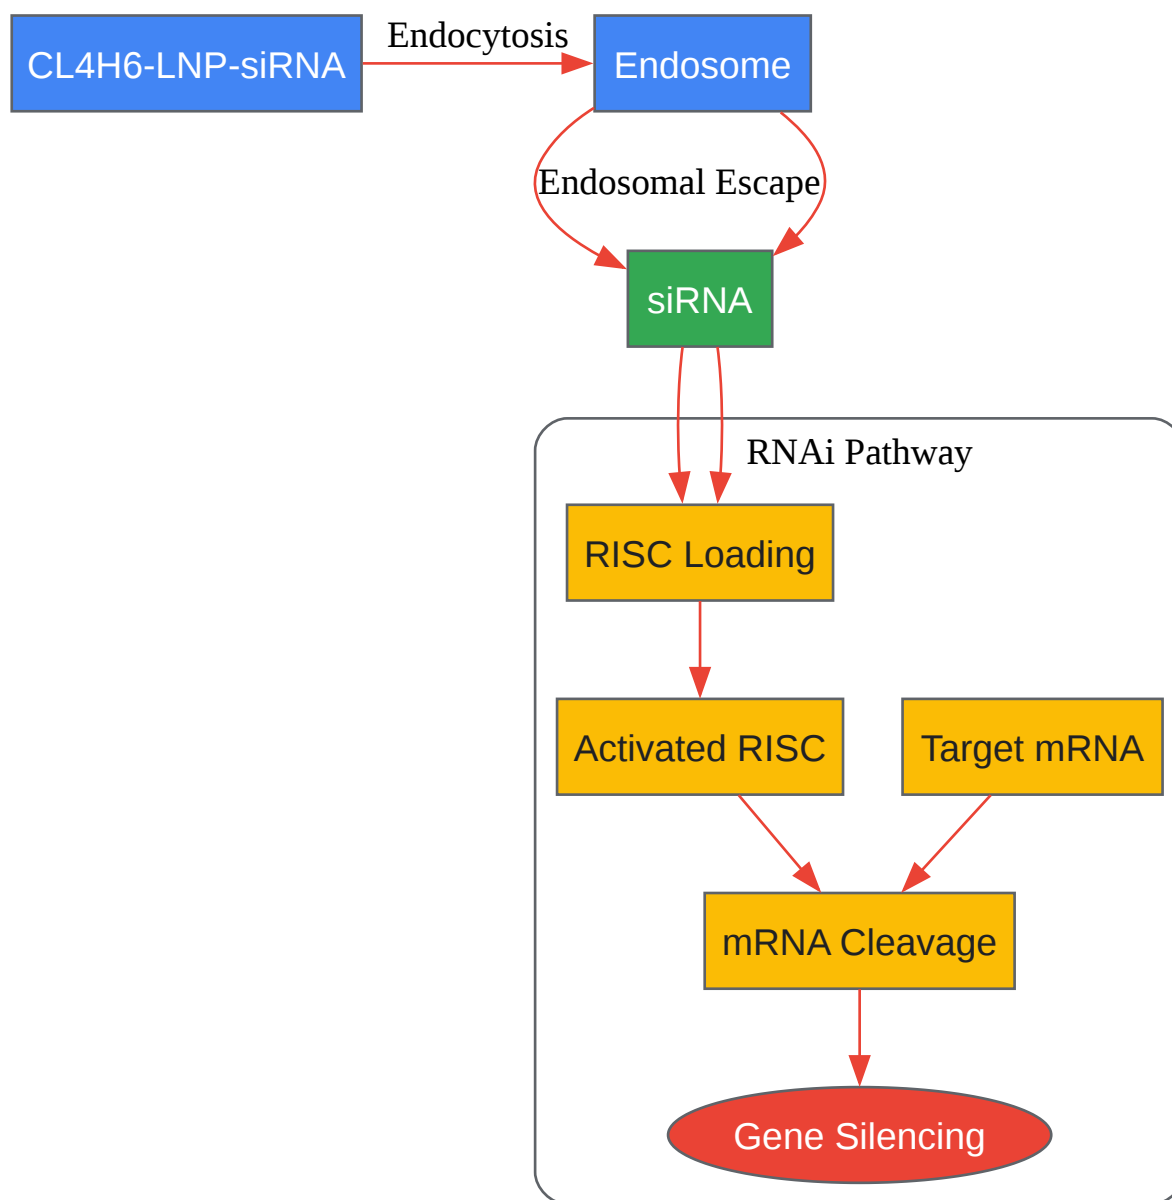 CL4H6-LNP-siRNA
Endocytosis
Endosome
Endosomal Escape
siRNA
RNAi Pathway
RISC Loading
Activated RISC
Target mRNA
mRNA Cleavage
Gene Silencing